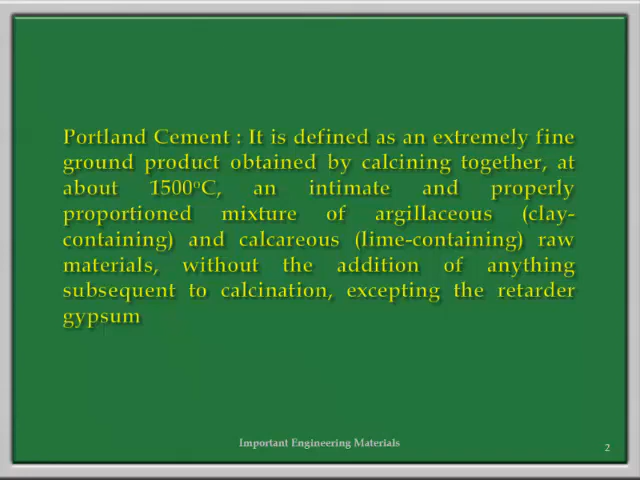 Portland Cement : It is defined as an extremely fine
ground product obtained by calcining together, at
about 1500ºC, an intimate and properly
proportioned mixture of argillaceous (clay-
containing) and calcareous (lime-containing) raw
materials, without the addition of anything
subsequent to calcination, excepting the retarder
gypsum
Important Engineering Materials
2